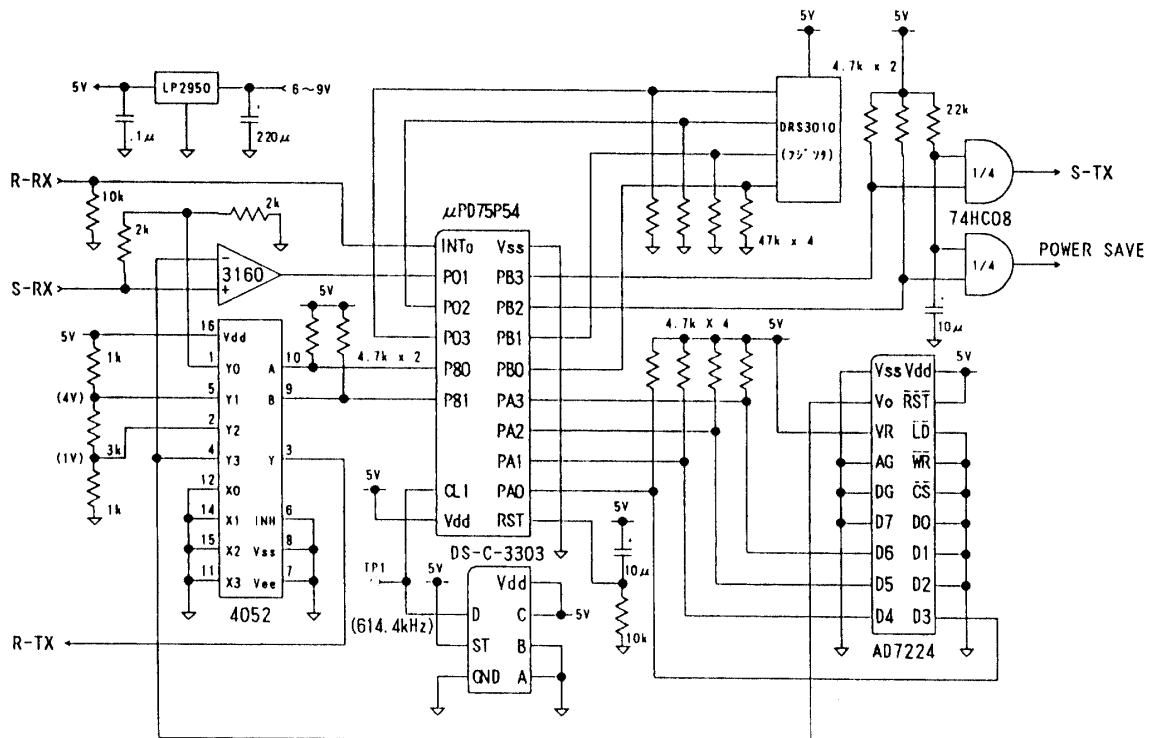 5V
LP2950
6～9V
.1μ
220μ
5V
4.7k x 2
5V
22k
DRS3010
(フジソク)
1/4
S-TX
74HC08
1/4
POWER SAVE
10μ
47k x 4
R-RX
10k
2k
2k
S-RX
3160
−
+
μPD75P54
INTo
P01
P02
P03
P80
P81
CL1
Vdd
Vss
PB3
PB2
PB1
PB0
PA3
PA2
PA1
PA0
RST
5V
4.7k x 2
5V
1k
(4V)
3k
(1V)
1k
16
1
5
2
4
12
14
15
11
Vdd
Y0
Y1
Y2
Y3
X0
X1
X2
X3
A
B
Y
INH
Vss
Vee
10
9
3
6
8
7
4052
R-TX
5V
TP1
(614.4kHz)
5V
DS-C-3303
D
ST
GND
Vdd
C
B
A
5V
5V
10μ
10k
4.7k X 4
5V
5V
Vss
Vo
VR
AG
DG
D7
D6
D5
D4
Vdd
RST
LD
WR
CS
D0
D1
D2
D3
AD7224